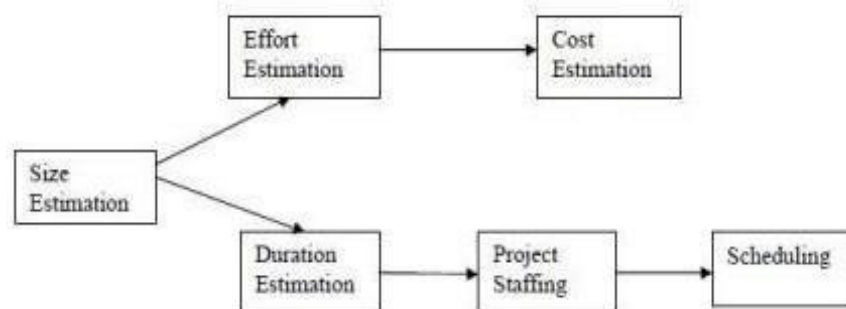 Effort
Estimation
Cost
Estimation
Size
Estimation
Duration
Estimation
Project
Staffing
Scheduling